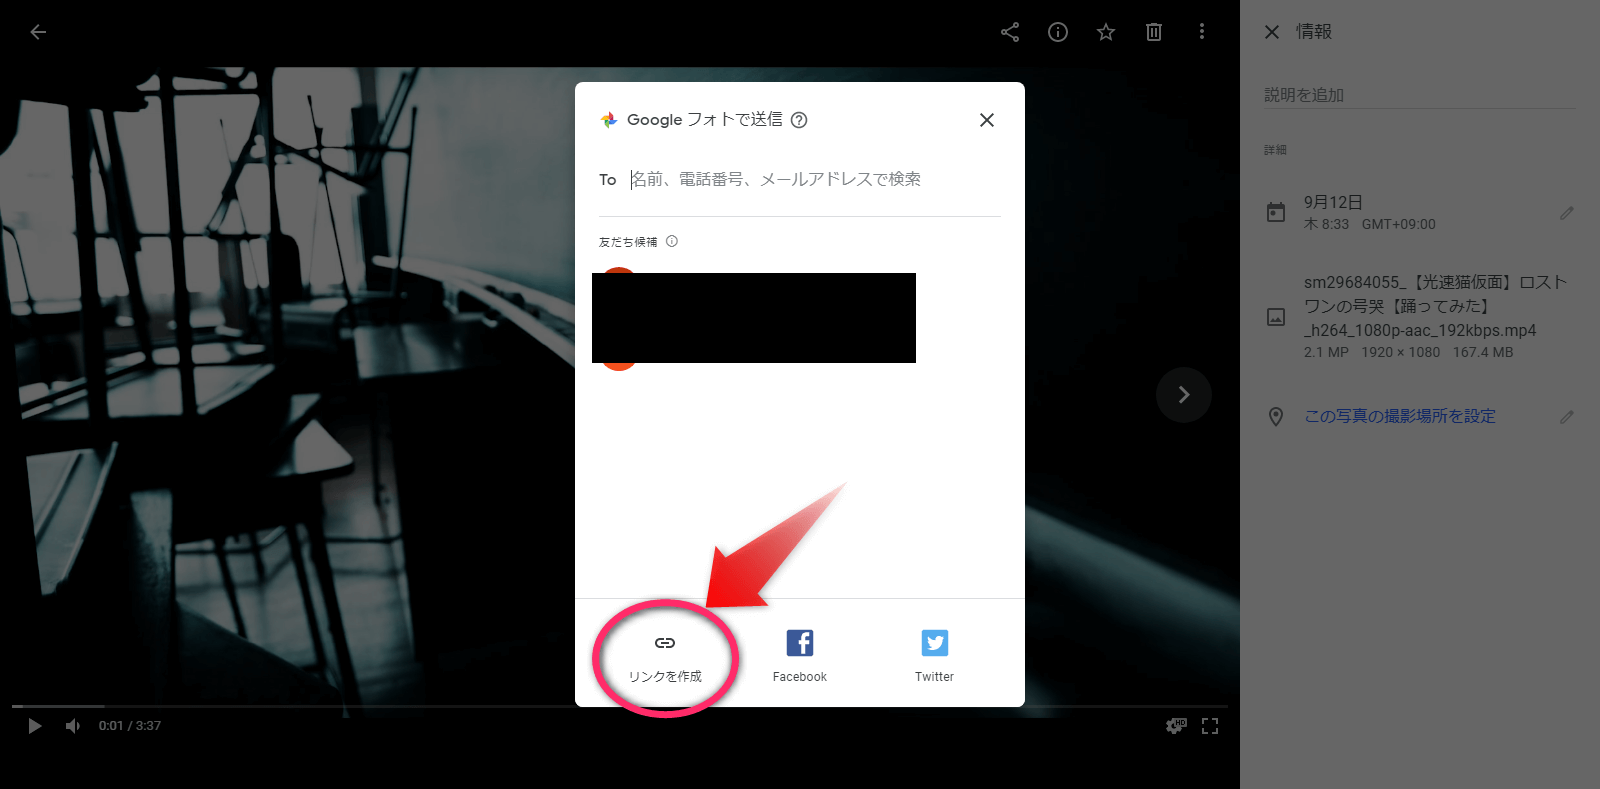 Google フォトで送信
To 名前、電話番号、メールアドレスで検索
友だち候補
リンクを作成
Facebook
Twitter
0:01 / 3:37
HD
情報
説明を追加
詳細
9月12日
木 8:33 GMT+09:00
sm29684055_【光速猫仮面】ロスト
ワンの号哭【踊ってみた】
_h264_1080p-aac_192kbps.mp4
2.1 MP 1920 × 1080 167.4 MB
この写真の撮影場所を設定